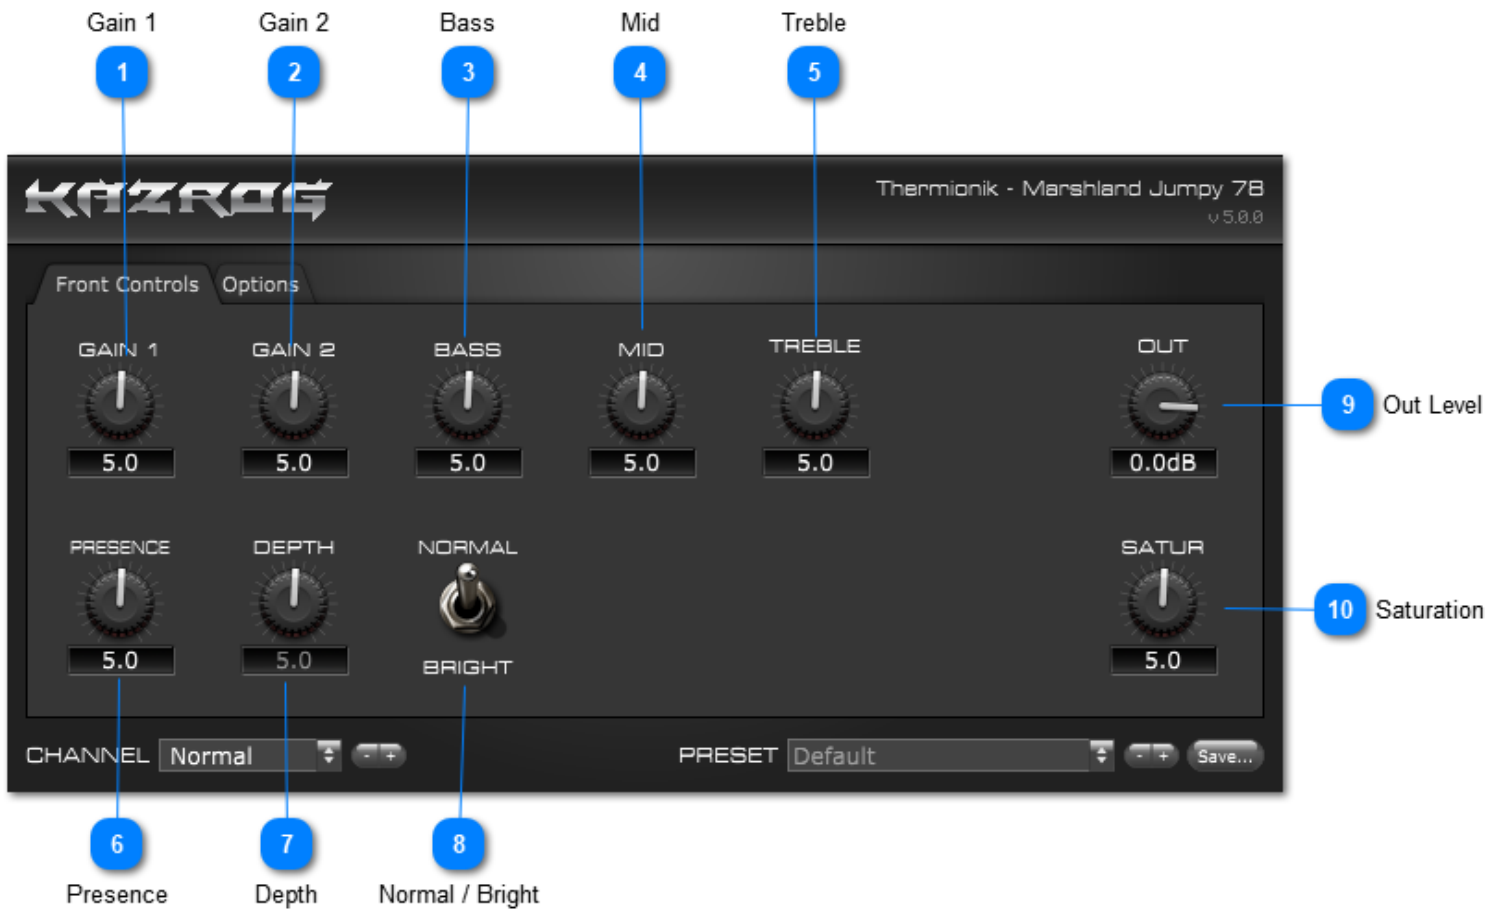 Gain 1 Gain 2 Bass Mid Treble
1 2 3 4 5
KAZROG
Thermionik - Marshland Jumpy 78
v 5.0.0
Front Controls Options
GAIN 1 GAIN 2 BASS MID TREBLE OUT
9 Out Level
5.0 5.0 5.0 5.0 5.0 0.0dB
PRESENCE DEPTH NORMAL SATUR
10 Saturation
5.0 5.0 BRIGHT 5.0
CHANNEL Normal - + PRESET Default - + Save...
6 7 8
Presence Depth Normal / Bright